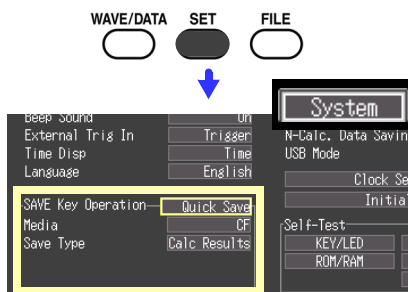 WAVE/DATA SET FILE
System
Beep Sound On
External Trig In Trigger
Time Disp Time
Language English
SAVE Key Operation Quick Save
Media CF
Save Type Calc Results
N-Calc. Data Savin
USB Mode
Clock Se
Initial
Self-Test
KEY/LED
ROM/RAM